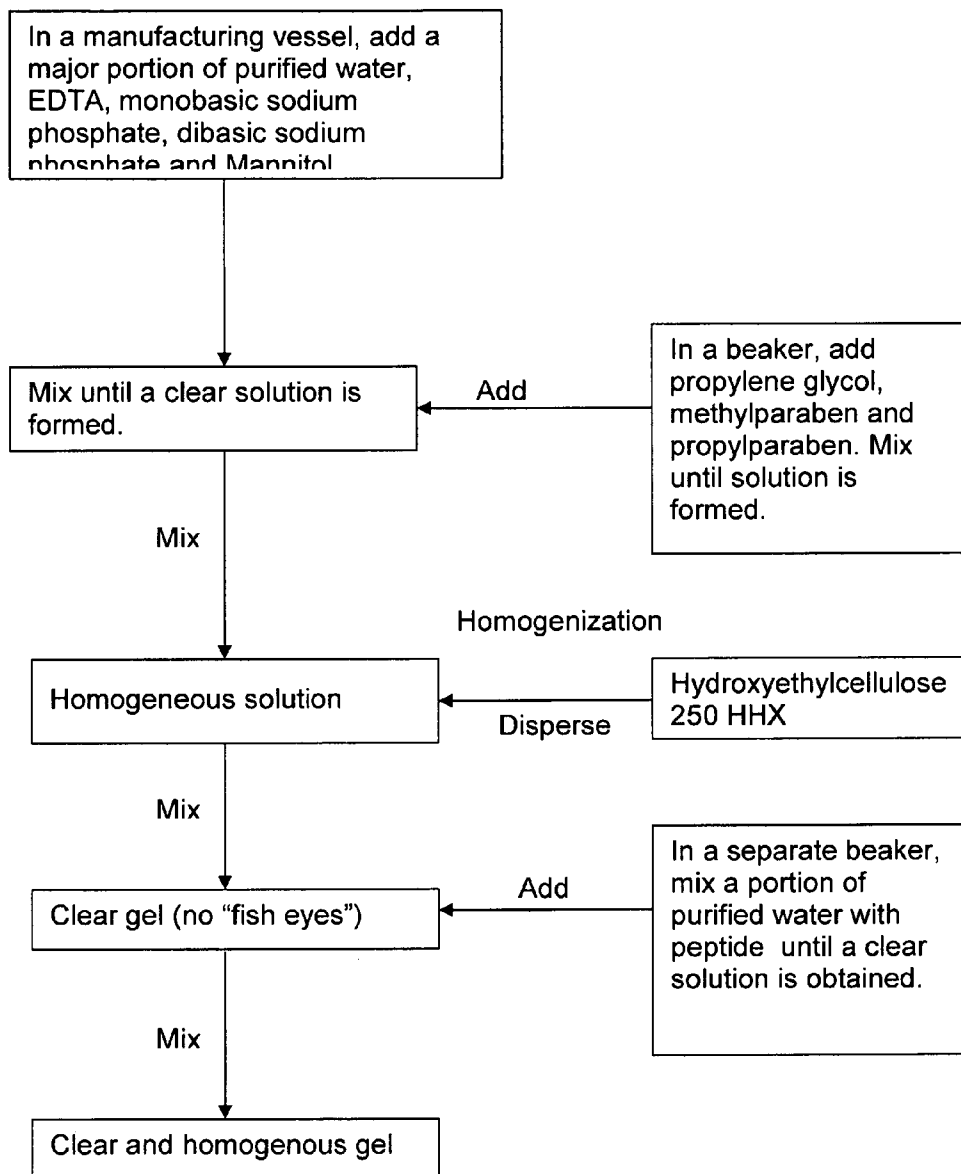 In a manufacturing vessel, add a
major portion of purified water,
EDTA, monobasic sodium
phosphate, dibasic sodium
phosphate and Mannitol
Mix until a clear solution is
formed.
Add
In a beaker, add
propylene glycol,
methylparaben and
propylparaben. Mix
until solution is
formed.
Mix
Homogenization
Homogeneous solution
Disperse
Hydroxyethylcellulose
250 HHX
Mix
Clear gel (no “fish eyes”)
Add
In a separate beaker,
mix a portion of
purified water with
peptide until a clear
solution is obtained.
Mix
Clear and homogenous gel